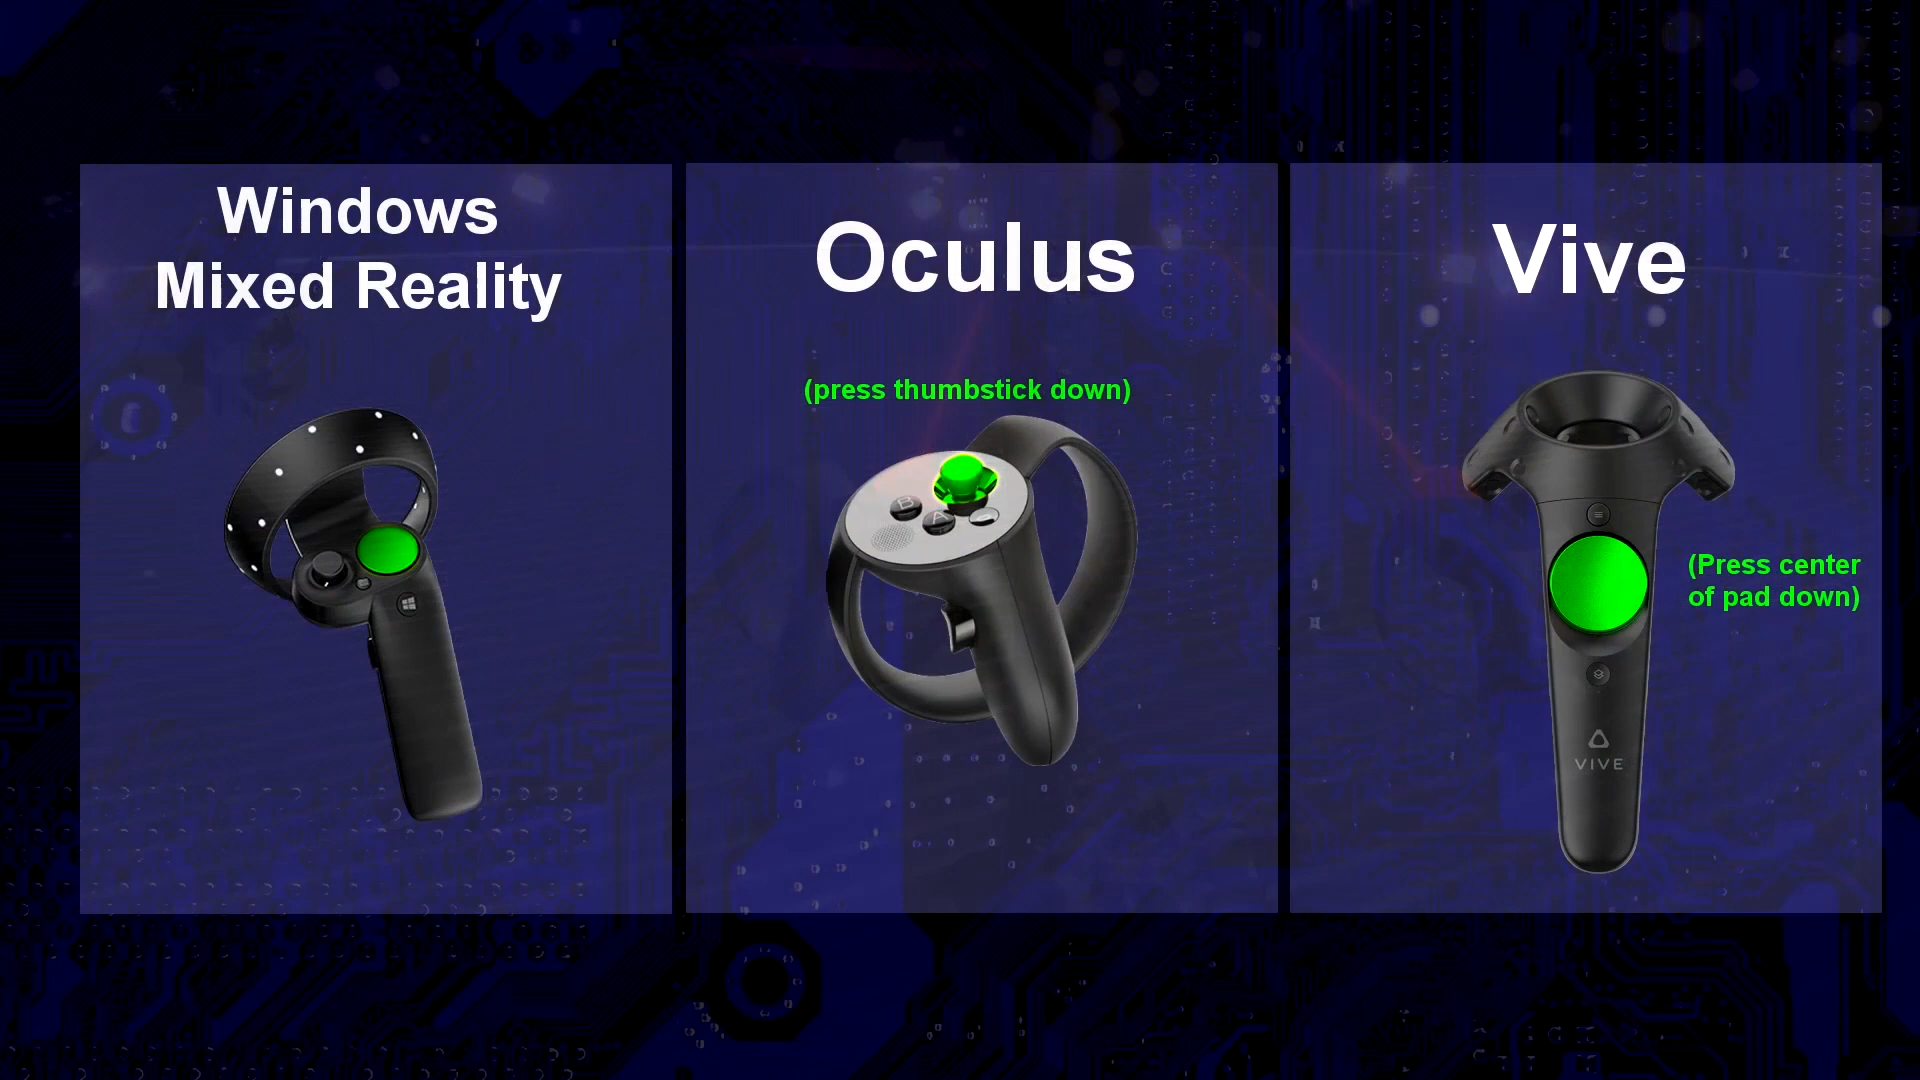 Windows
Mixed Reality
Oculus
(press thumbstick down)
B
A
Vive
(Press center
of pad down)
VIVE